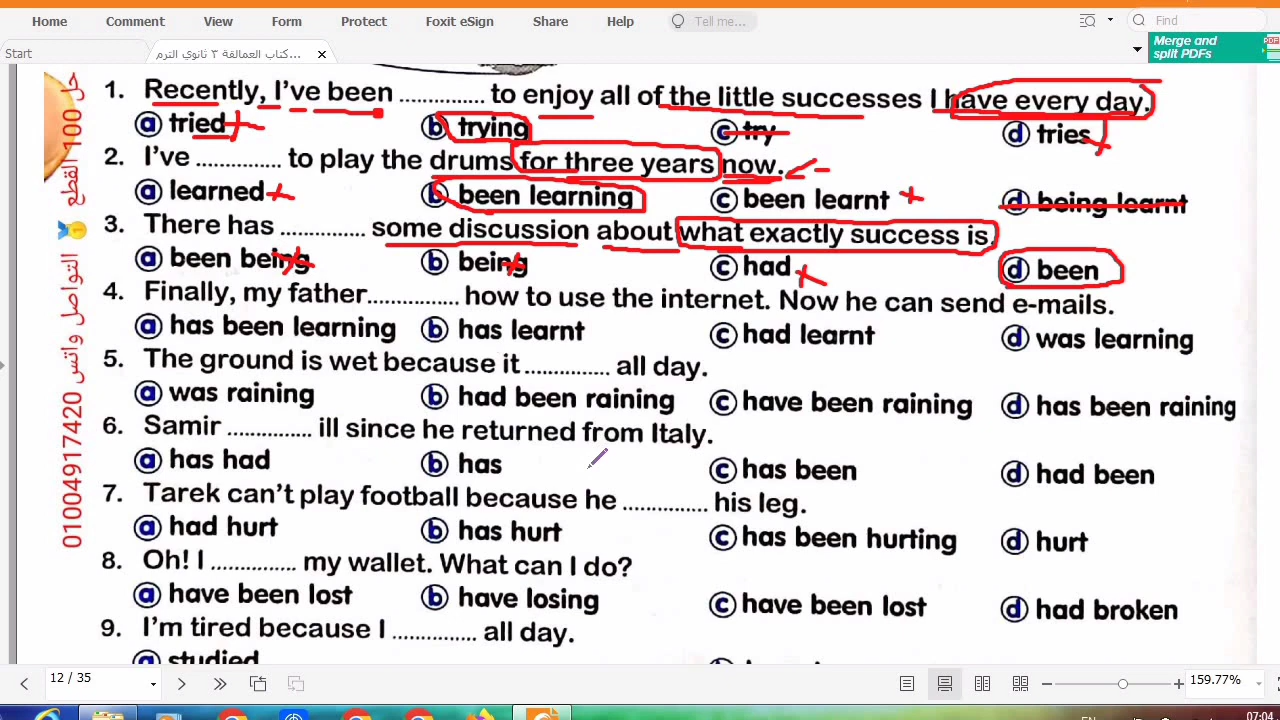 Home Comment View Form Protect Foxit eSign Share Help Tell me... Find
Start كتاب العمالقة ٣ ثانوي الترم... × Merge and split PDFs
1. Recently, I've been .............. to enjoy all of the little successes I have every day.
a tried b trying c try d tries
2. I've .............. to play the drums for three years now.
a learned b been learning c been learnt d being learnt
3. There has .............. some discussion about what exactly success is.
a been being b being c had d been
4. Finally, my father............... how to use the internet. Now he can send e-mails.
a has been learning b has learnt c had learnt d was learning
5. The ground is wet because it .............. all day.
a was raining b had been raining c have been raining d has been raining
6. Samir .............. ill since he returned from Italy.
a has had b has c has been d had been
7. Tarek can't play football because he .............. his leg.
a had hurt b has hurt c has been hurting d hurt
8. Oh! I .............. my wallet. What can I do?
a have been lost b have losing c have been lost d had broken
9. I'm tired because I .............. all day.
a studied
حل 100 القطع 🥇 التواصل واتس 01004917420
12 / 35 159.77%
EN 07:04